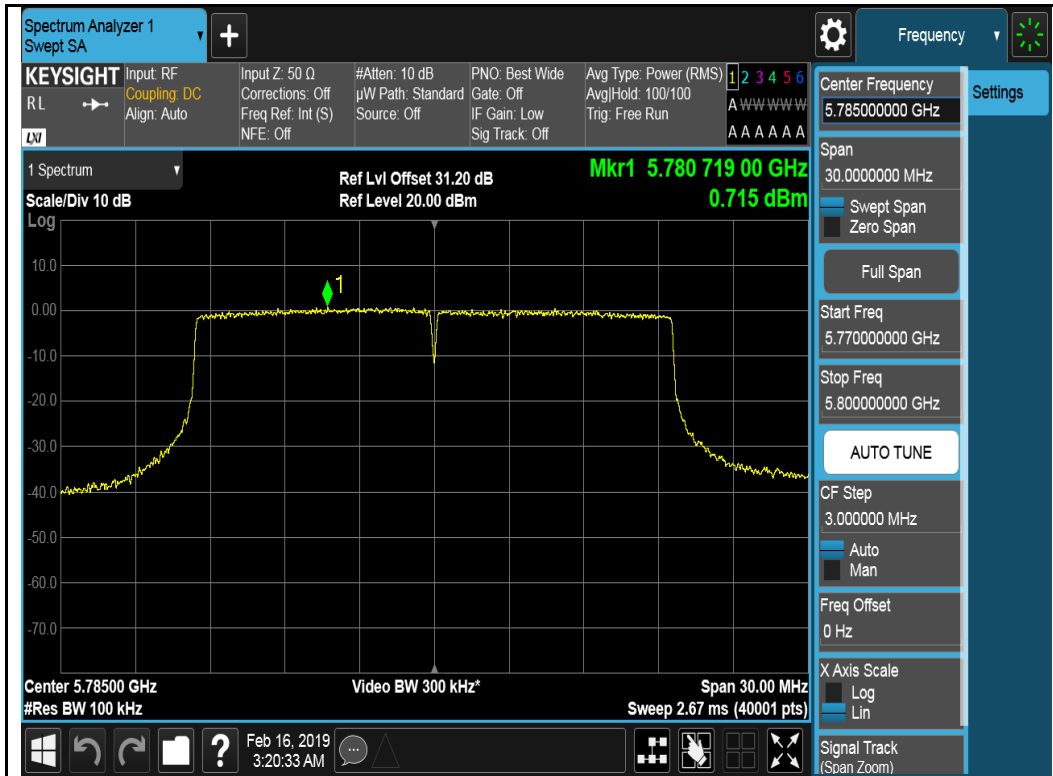 Spectrum Analyzer 1
Swept SA
+
Frequency
KEYSIGHT
R L
LXI
Input: RF
Coupling: DC
Align: Auto
Input Z: 50 Ω
Corrections: Off
Freq Ref: Int (S)
NFE: Off
#Atten: 10 dB
µW Path: Standard
Source: Off
PNO: Best Wide
Gate: Off
IF Gain: Low
Sig Track: Off
Avg Type: Power (RMS)
Avg|Hold: 100/100
Trig: Free Run
1 2 3 4 5 6
A W W W W W
A A A A A A
1 Spectrum
Scale/Div 10 dB
Log
Ref Lvl Offset 31.20 dB
Ref Level 20.00 dBm
Mkr1 5.780 719 00 GHz
0.715 dBm
1
10.0
0.00
-10.0
-20.0
-30.0
-40.0
-50.0
-60.0
-70.0
Center 5.78500 GHz
#Res BW 100 kHz
Video BW 300 kHz*
Span 30.00 MHz
Sweep 2.67 ms (40001 pts)
Center Frequency
5.785000000 GHz
Settings
Span
30.0000000 MHz
Swept Span
Zero Span
Full Span
Start Freq
5.770000000 GHz
Stop Freq
5.800000000 GHz
AUTO TUNE
CF Step
3.000000 MHz
Auto
Man
Freq Offset
0 Hz
X Axis Scale
Log
Lin
Signal Track
(Span Zoom)
?
Feb 16, 2019
3:20:33 AM